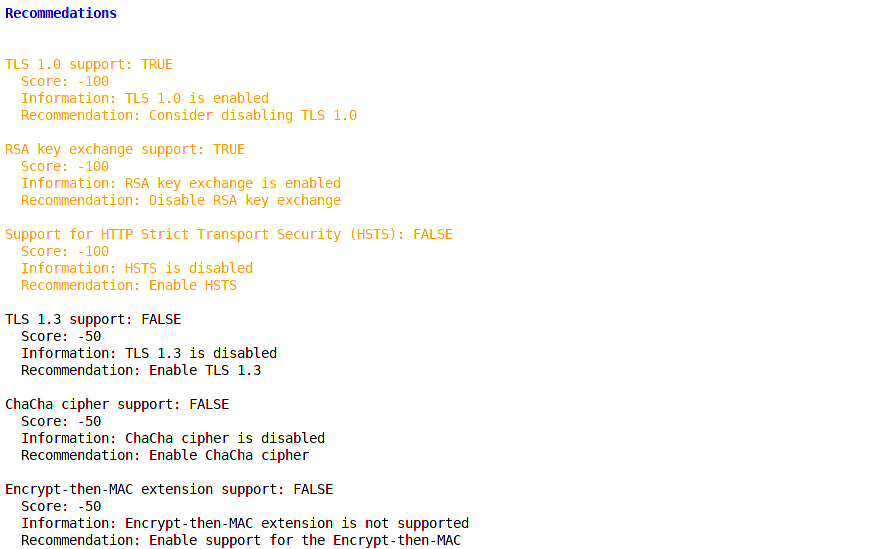 Recommedations
TLS 1.0 support: TRUE
Score: -100
Information: TLS 1.0 is enabled
Recommendation: Consider disabling TLS 1.0
RSA key exchange support: TRUE
Score: -100
Information: RSA key exchange is enabled
Recommendation: Disable RSA key exchange
Support for HTTP Strict Transport Security (HSTS): FALSE
Score: -100
Information: HSTS is disabled
Recommendation: Enable HSTS
TLS 1.3 support: FALSE
Score: -50
Information: TLS 1.3 is disabled
Recommendation: Enable TLS 1.3
ChaCha cipher support: FALSE
Score: -50
Information: ChaCha cipher is disabled
Recommendation: Enable ChaCha cipher
Encrypt-then-MAC extension support: FALSE
Score: -50
Information: Encrypt-then-MAC extension is not supported
Recommendation: Enable support for the Encrypt-then-MAC